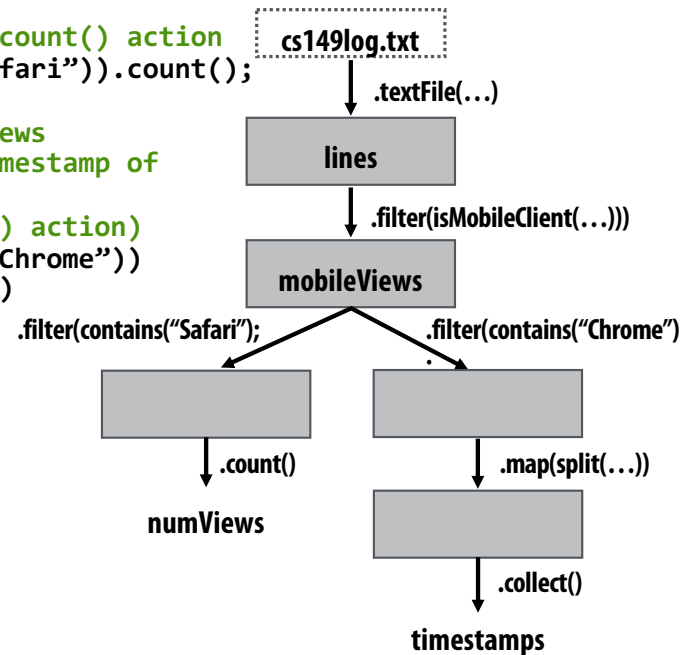 count() action
fari”)).count();
ews
mestamp of
) action)
Chrome”))
)
cs149log.txt
.textFile(…)
lines
.filter(isMobileClient(…)))
mobileViews
.filter(contains(“Safari”);
.filter(contains(“Chrome”)
.
.count()
.map(split(…))
numViews
.collect()
timestamps